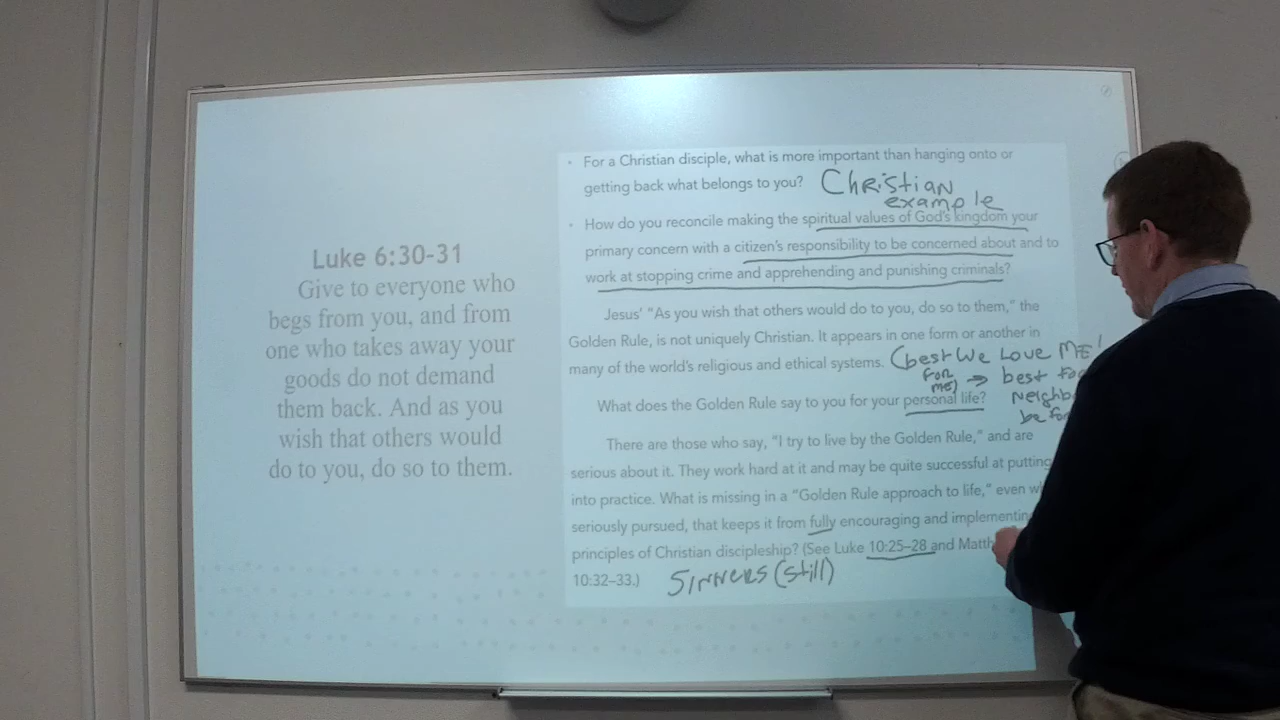 Luke 6:30-31
Give to everyone who
begs from you, and from
one who takes away your
goods do not demand
them back. And as you
wish that others would
do to you, do so to them.
• For a Christian disciple, what is more important than hanging onto or
getting back what belongs to you? Christian
example
• How do you reconcile making the spiritual values of God's kingdom your
primary concern with a citizen's responsibility to be concerned about and to
work at stopping crime and apprehending and punishing criminals?
Jesus' "As you wish that others would do to you, do so to them," the
Golden Rule, is not uniquely Christian. It appears in one form or another in
many of the world's religious and ethical systems. (best We Love ME!
for
me) → best
What does the Golden Rule say to you for your personal life?
There are those who say, "I try to live by the Golden Rule," and are
serious about it. They work hard at it and may be quite successful at putting
into practice. What is missing in a "Golden Rule approach to life," even
seriously pursued, that keeps it from fully encouraging and implementin
principles of Christian discipleship? (See Luke 10:25–28 and Matth
10:32–33.) SINNERS (still)